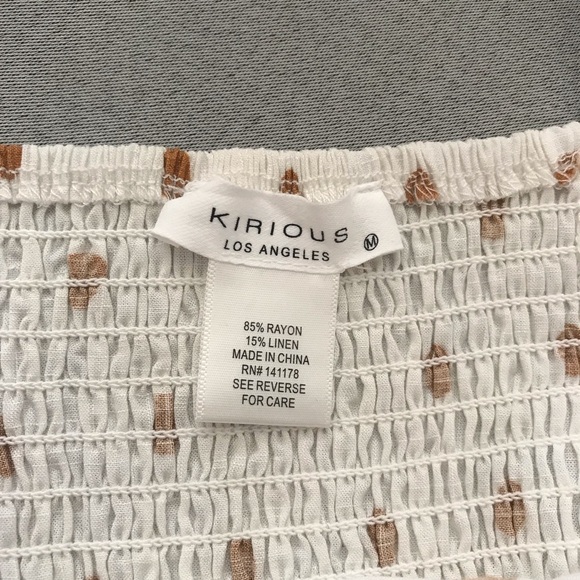 KIRIOUS
LOS ANGELES
M
85% RAYON
15% LINEN
MADE IN CHINA
RN# 141178
SEE REVERSE
FOR CARE